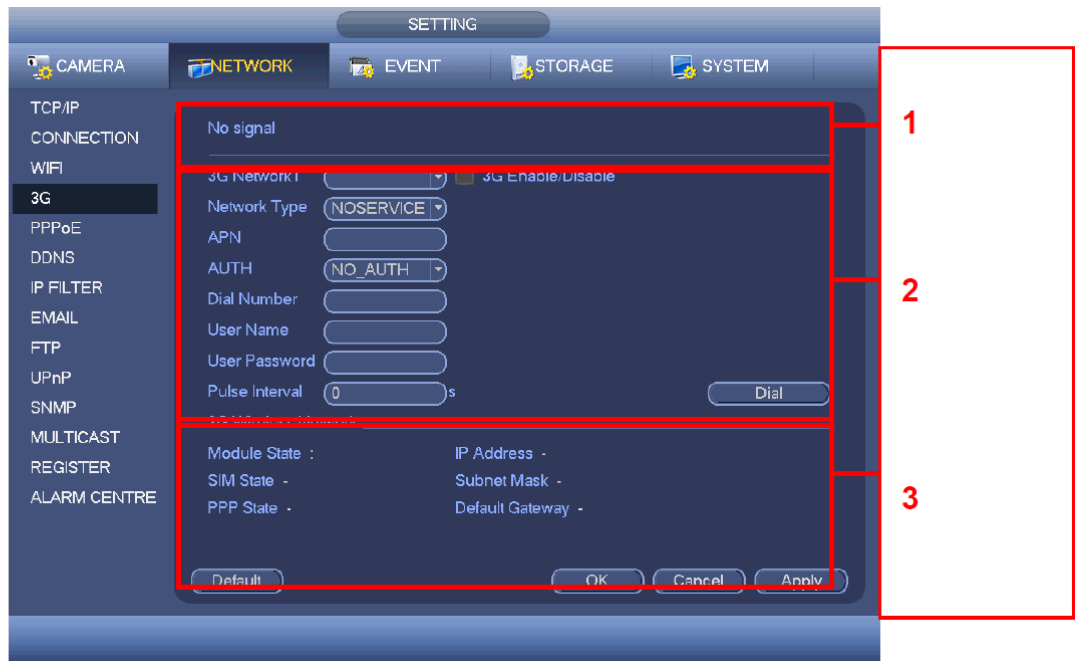 SETTING
CAMERA NETWORK EVENT STORAGE SYSTEM
TCP/IP
CONNECTION
WIFI
3G
PPPoE
DDNS
IP FILTER
EMAIL
FTP
UPnP
SNMP
MULTICAST
REGISTER
ALARM CENTRE
No signal
1
3G Network1 3G Enable/Disable
Network Type NOSERVICE
APN
AUTH NO_AUTH
2
Dial Number
User Name
User Password
Pulse Interval 0 s Dial
Module State : IP Address -
SIM State - Subnet Mask -
3
PPP State - Default Gateway -
Default OK Cancel Apply